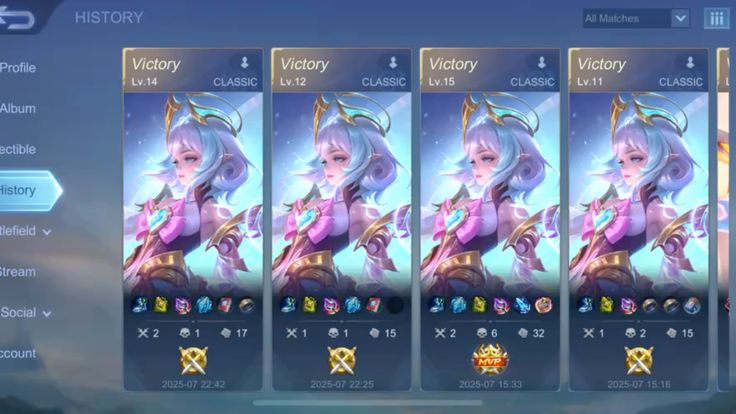 HISTORY
All Matches
Profile
Album
ectible
History
tlefield
Stream
Social
ccount
Victory
Lv.14
CLASSIC
2 1 17
2025-07 22:42
Victory
Lv.12
CLASSIC
1 1 15
2025-07 22:25
Victory
Lv.15
CLASSIC
2 6 32
MVP
2025-07 15:33
Victory
Lv.11
CLASSIC
1 2 15
2025-07 15:16